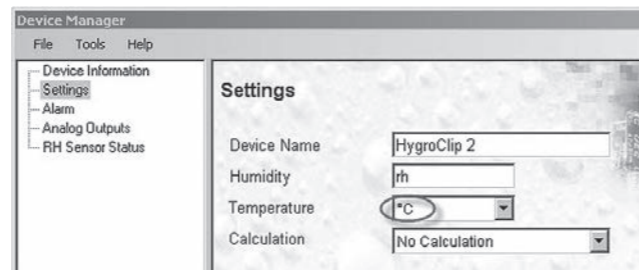 Device Manager
File Tools Help
Device Information
Settings
Alarm
Analog Outputs
RH Sensor Status
Settings
Device Name HygroClip 2
Humidity rh
Temperature °C
Calculation No Calculation